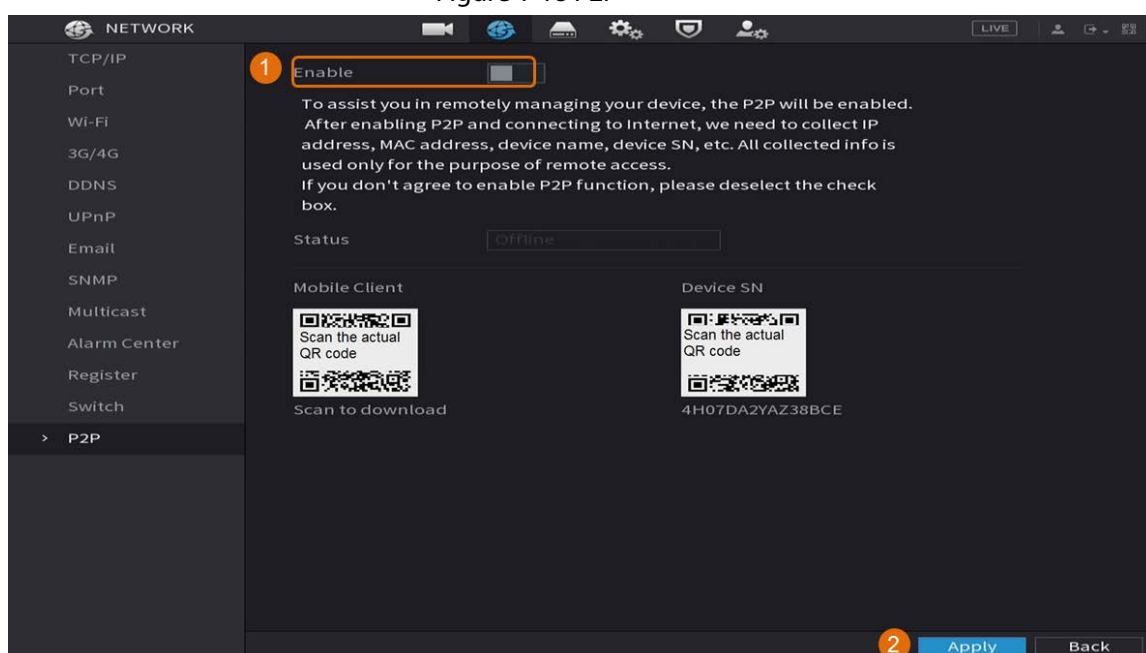 NETWORK
LIVE
TCP/IP
Port
Wi-Fi
3G/4G
DDNS
UPnP
Email
SNMP
Multicast
Alarm Center
Register
Switch
> P2P
1
Enable
To assist you in remotely managing your device, the P2P will be enabled.
After enabling P2P and connecting to Internet, we need to collect IP
address, MAC address, device name, device SN, etc. All collected info is
used only for the purpose of remote access.
If you don't agree to enable P2P function, please deselect the check
box.
Status Offline
Mobile Client
Scan the actual
QR code
Scan to download
Device SN
Scan the actual
QR code
4H07DA2YAZ38BCE
2
Apply
Back